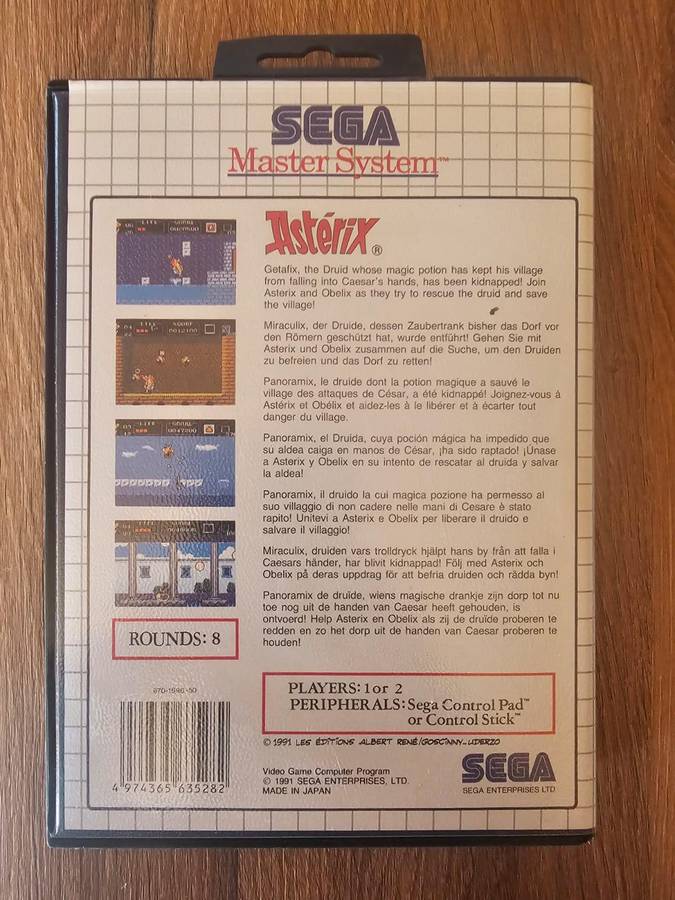 SEGA
Master System™
Astérix®
Getafix, the Druid whose magic potion has kept his village
from falling into Caesar's hands, has been kidnapped! Join
Asterix and Obelix as they try to rescue the druid and save
the village!
Miraculix, der Druide, dessen Zaubertrank bisher das Dorf vor
den Römern geschützt hat, wurde entführt! Gehen Sie mit
Asterix und Obelix zusammen auf die Suche, um den Druiden
zu befreien und das Dorf zu retten!
Panoramix, le druide dont la potion magique a sauvé le
village des attaques de César, a été kidnappé! Joignez-vous à
Astérix et Obélix et aidez-les à le libérer et à écarter tout
danger du village.
Panoramix, el Druida, cuya poción mágica ha impedido que
su aldea caiga en manos de César, ¡ha sido raptado! ¡Únase
a Asterix y Obelix en su intento de rescatar al druida y salvar
la aldea!
Panoramix, il druido la cui magica pozione ha permesso al
suo villaggio di non cadere nelle mani di Cesare è stato
rapito! Unitevi a Asterix e Obelix per liberare il druido e
salvare il villaggio!
Miraculix, druiden vars trolldryck hjälpt hans by från att falla i
Caesars händer, har blivit kidnappad! Följ med Asterix och
Obelix på deras uppdrag för att befria druiden och rädda byn!
Panoramix de druïde, wiens magische drankje zijn dorp tot nu
toe nog uit de handen van Caesar heeft gehouden, is
ontvoerd! Help Asterix en Obelix als zij de druïde proberen te
redden en zo het dorp uit de handen van Caesar proberen te
houden!
ROUNDS: 8
PLAYERS: 1 or 2
PERIPHERALS: Sega Control Pad™
or Control Stick™
© 1991 LES ÉDITIONS ALBERT RENÉ/GOSCINNY-UDERZO
4 974365 635282
Video Game Computer Program
© 1991 SEGA ENTERPRISES, LTD.
MADE IN JAPAN
SEGA
SEGA ENTERPRISES LTD